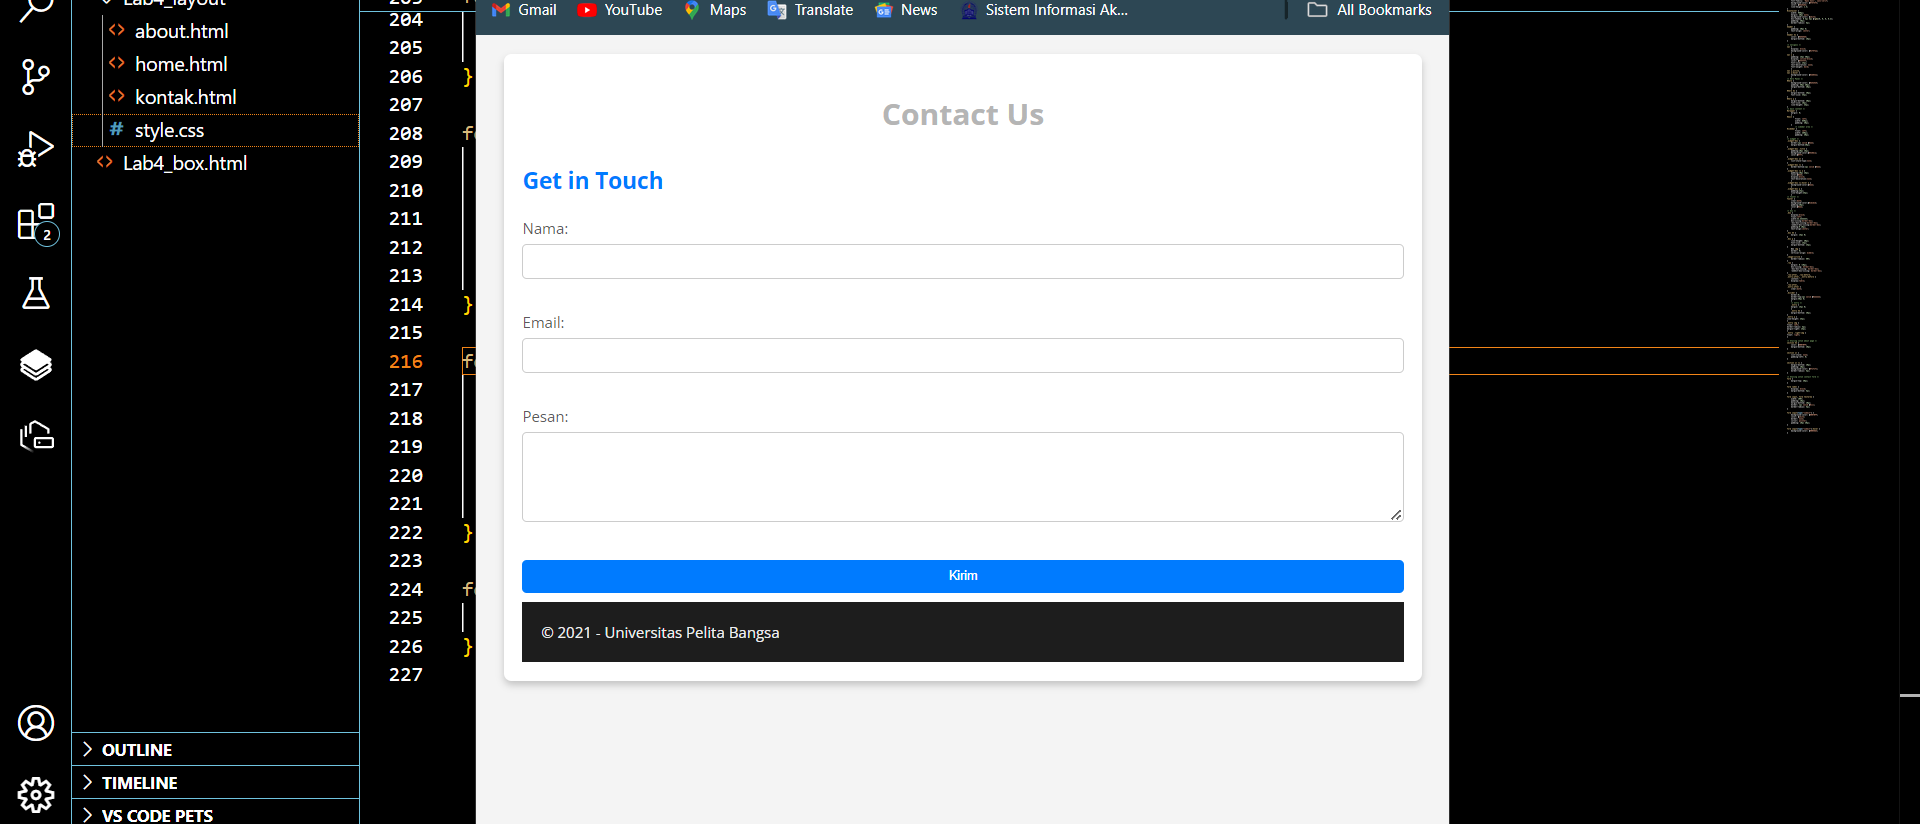 Lab4_layout
about.html
home.html
kontak.html
style.css
Lab4_box.html
2
OUTLINE
TIMELINE
VS CODE PETS
204
205
206 }
207
208
209
210
211
212
213
214 }
215
216
217
218
219
220
221
222 }
223
224
225
226 }
227
Gmail YouTube Maps Translate News Sistem Informasi Ak... All Bookmarks
Contact Us
Get in Touch
Nama:
Email:
Pesan:
Kirim
© 2021 - Universitas Pelita Bangsa